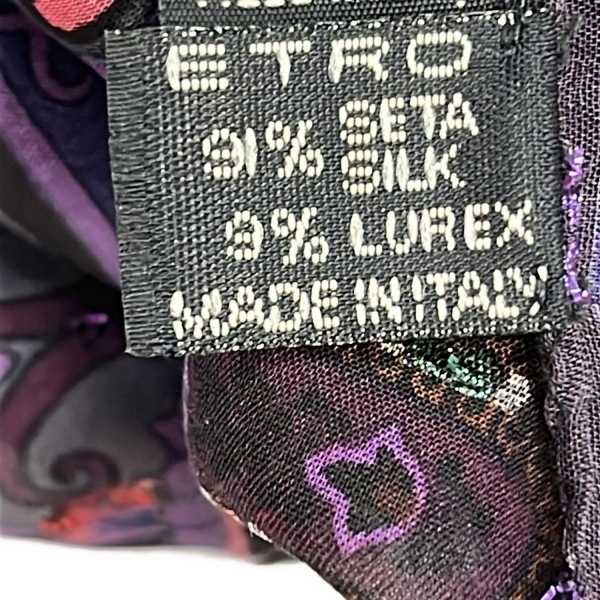 ETRO
91% SETA
SILK
9% LUREX
MADE IN ITALY